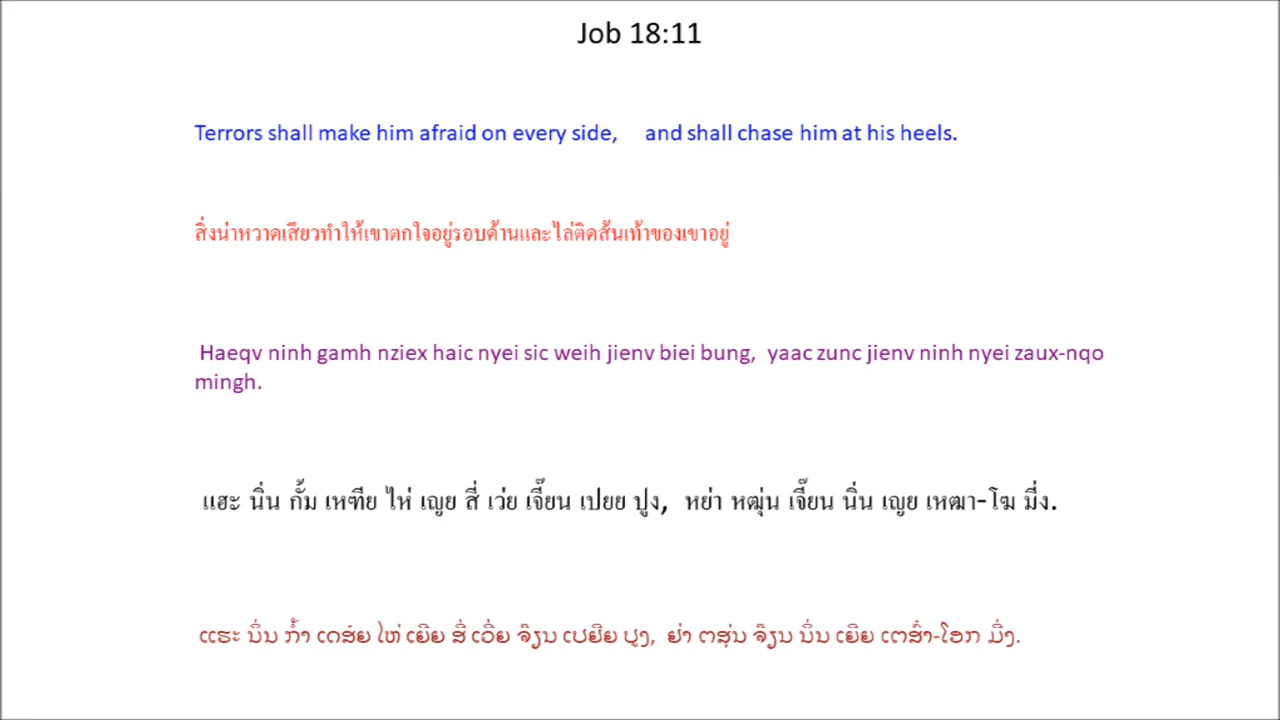 Job 18:11
Terrors shall make him afraid on every side, and shall chase him at his heels.
สิ่งน่าหวาดเสียวทำให้เขาตกใจอยู่รอบด้านและไล่ติดส้นเท้าของเขาอยู่
Haeqv ninh gamh nziex haic nyei sic weih jienv biei bung, yaac zunc jienv ninh nyei zaux-nqo
mingh.
แฮะ นิ่น กั้ม เหฑีย ไห่ เญย สี่ เว่ย เจี๊ยน เปยย ปูง, หย่า หฒุ่น เจี๊ยน นิ่น เญย เหฒา-โฆ มี่ง.
ແຮະ ນິ່ນ ກ້ຳ ເດສ໋ຍ ໄຫ່ ເຍີຍ ສີ່ ເວີ່ຍ ຈ໊ຽນ ເປຢີຍ ປູງ, ຢ່າ ຕສຸ່ນ ຈ໊ຽນ ນິ່ນ ເຍີຍ ເຕສົ໋າ-ໂອກ ມີ່ງ.